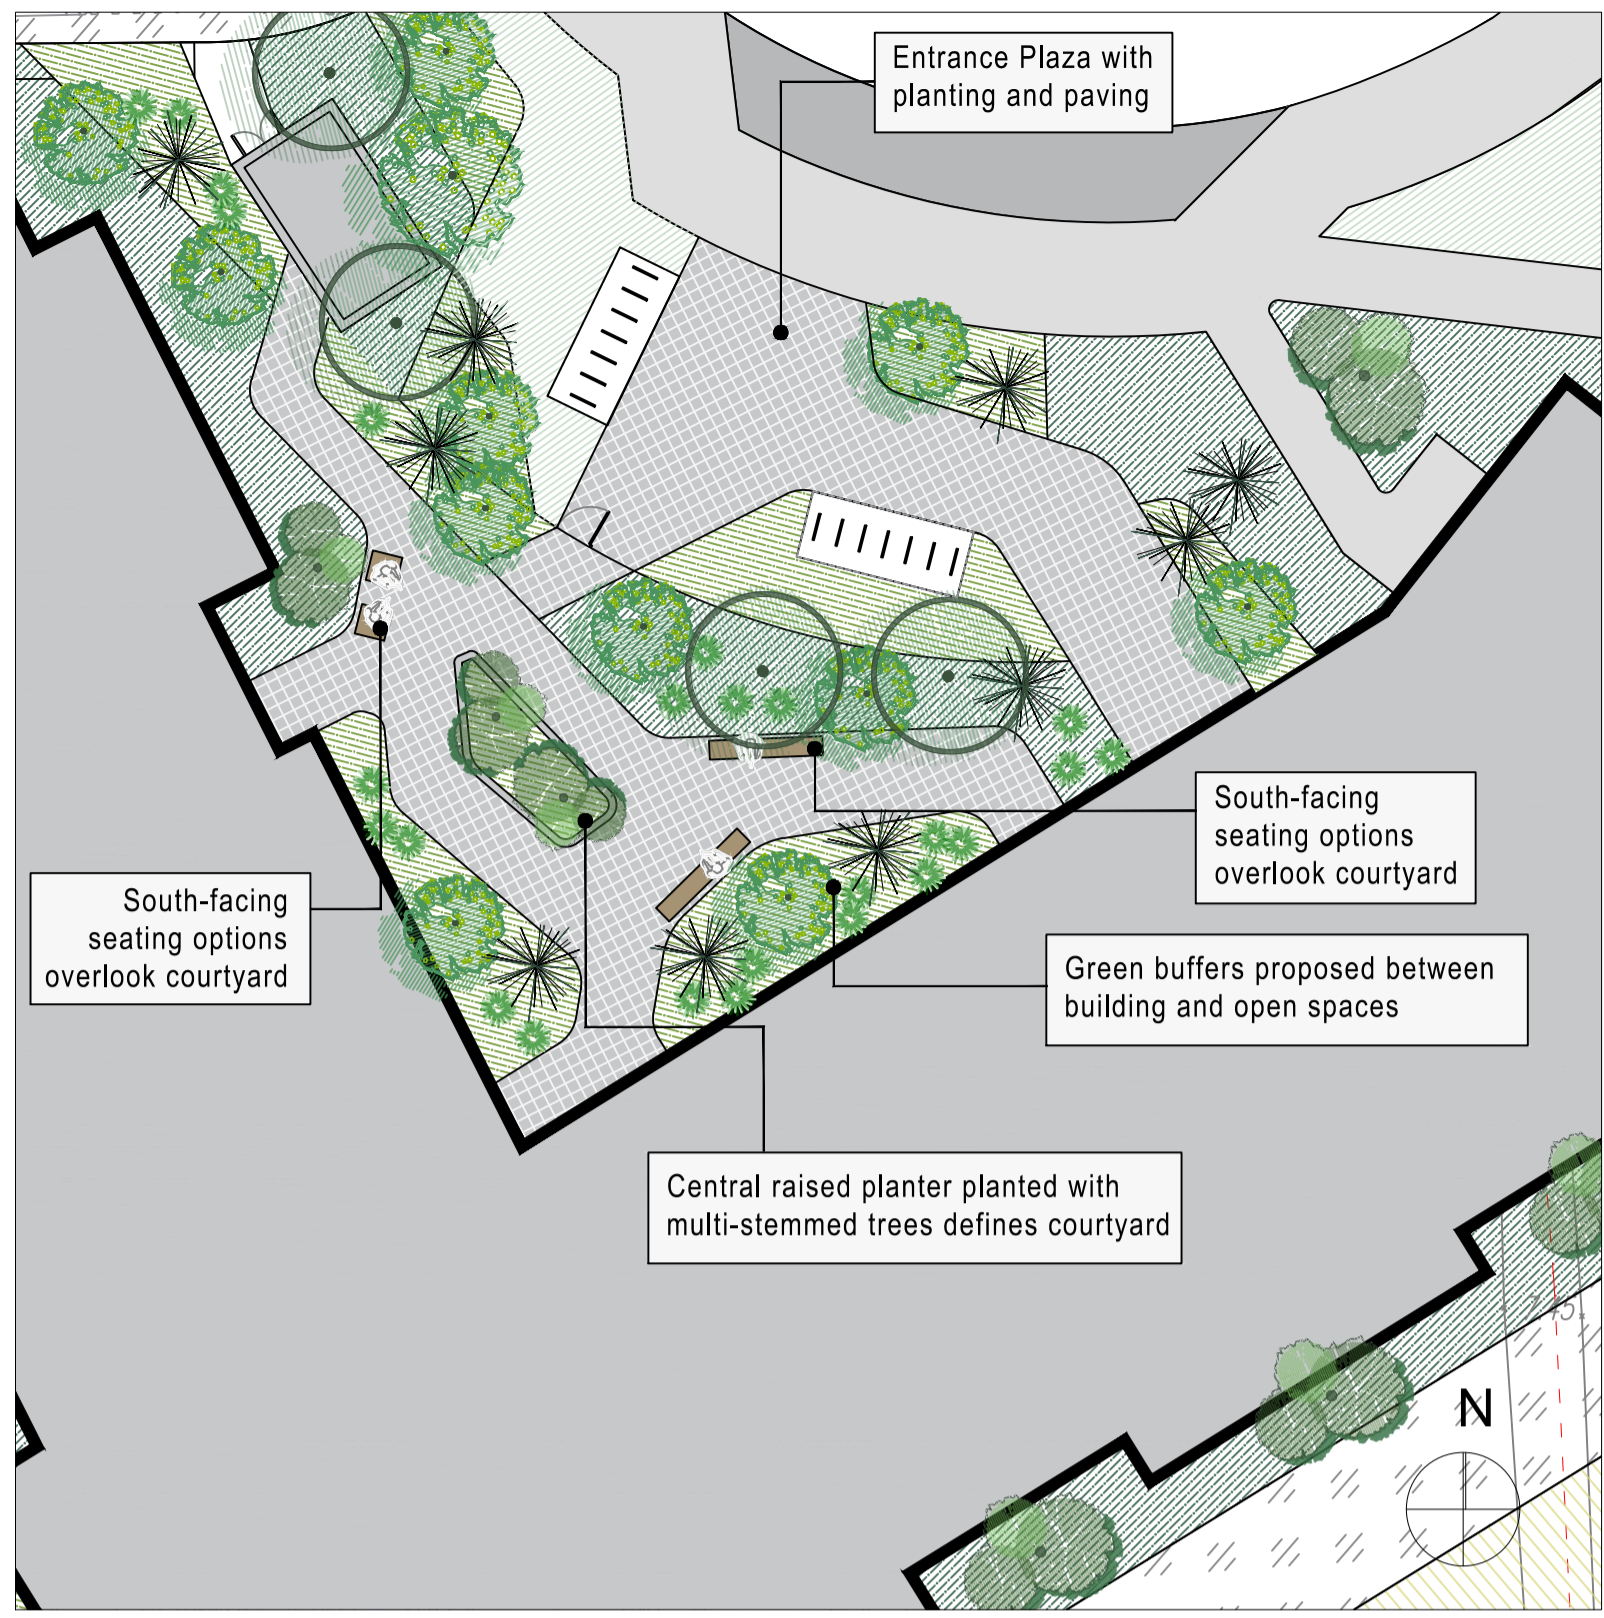 Entrance Plaza with
planting and paving
South-facing
seating options
overlook courtyard
South-facing
seating options
overlook courtyard
Green buffers proposed between
building and open spaces
Central raised planter planted with
multi-stemmed trees defines courtyard
N